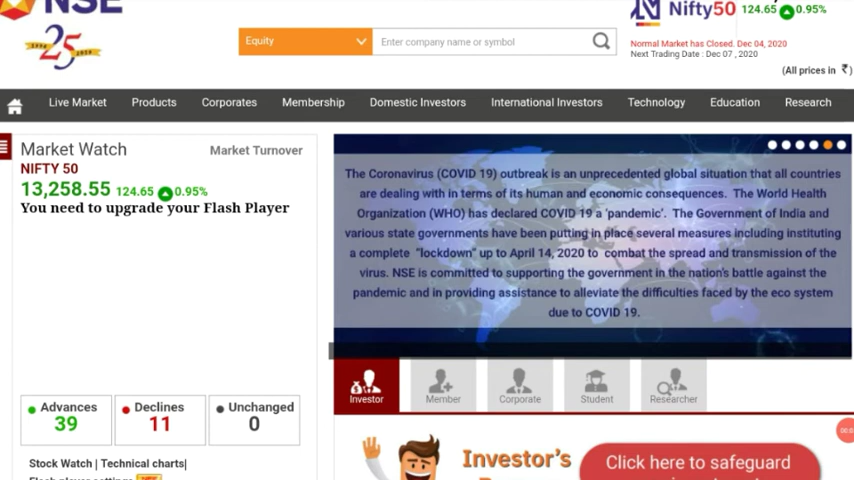 NSE
Nifty50
124.65 0.95%
25
Equity
Enter company name or symbol
Normal Market has Closed. Dec 04, 2020
Next Trading Date : Dec 07 , 2020
(All prices in ₹)
Live Market Products Corporates Membership Domestic Investors International Investors Technology Education Research
Market Watch
Market Turnover
NIFTY 50
13,258.55 124.65 0.95%
You need to upgrade your Flash Player
Advances
39
Declines
11
Unchanged
0
Stock Watch | Technical charts|
Flash player settings
The Coronavirus (COVID 19) outbreak is an unprecedented global situation that all countries
are dealing with in terms of its human and economic consequences. The World Health
Organization (WHO) has declared COVID 19 a 'pandemic'. The Government of India and
various state governments have been putting in place several measures including instituting
a complete "lockdown" up to April 14, 2020 to combat the spread and transmission of the
virus. NSE is committed to supporting the government in the nation's battle against the
pandemic and in providing assistance to alleviate the difficulties faced by the eco system
due to COVID 19.
Investor Member Corporate Student Researcher
Investor's
Click here to safeguard